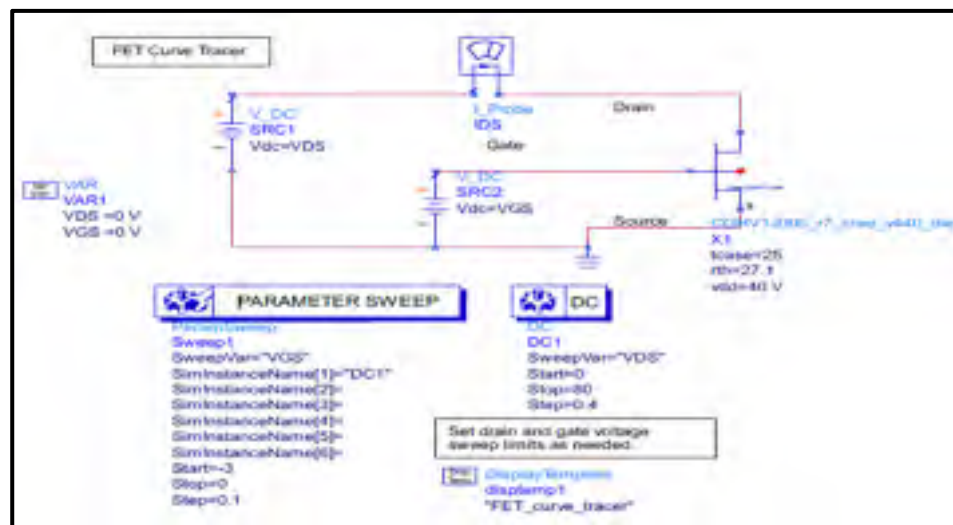 FET Curve Tracer
I_Probe
IDS
Drain
V_DC
SRC1
Vdc=VDS
Gate
V_DC
SRC2
Vdc=VGS
VAR
VAR1
VDS =0 V
VGS =0 V
Source
X1
tcase=25
rth=27.1
vdd=40 V
PARAMETER SWEEP
DC
ParamSweep
Sweep1
SweepVar="VGS"
SimInstanceName[1]="DC1"
SimInstanceName[2]=
SimInstanceName[3]=
SimInstanceName[4]=
SimInstanceName[5]=
SimInstanceName[6]=
Start=-3
Stop=0
Step=0.1
DC
DC1
SweepVar="VDS"
Start=0
Stop=80
Step=0.4
Set drain and gate voltage
sweep limits as needed.
DisplayTemplate
disptemp1
"FET_curve_tracer"